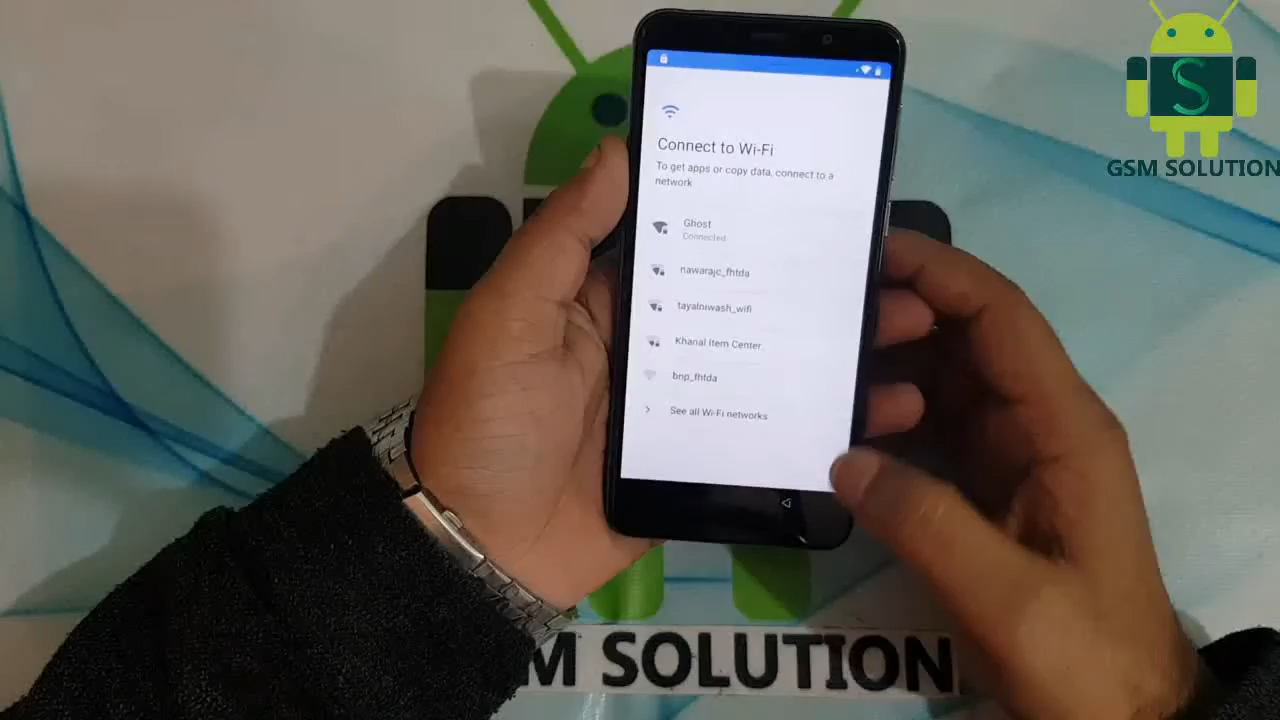 Connect to Wi-Fi
To get apps or copy data, connect to a
network
Ghost
Connected
nawarajc_fhtda
tayalniwash_wifi
Khanal Item Center
bnp_fhtda
See all Wi-Fi networks
S
GSM SOLUTION
M SOLUTION